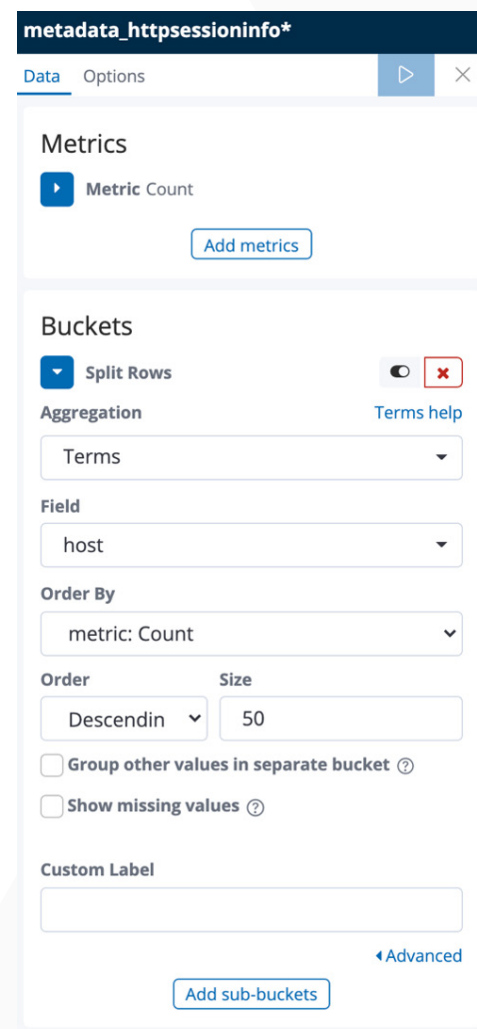 metadata_httpsessioninfo*
Data Options
Metrics
Metric Count
Add metrics
Buckets
Split Rows
Aggregation Terms help
Terms
Field
host
Order By
metric: Count
Order Size
Descendin 50
Group other values in separate bucket ?
Show missing values ?
Custom Label
Advanced
Add sub-buckets